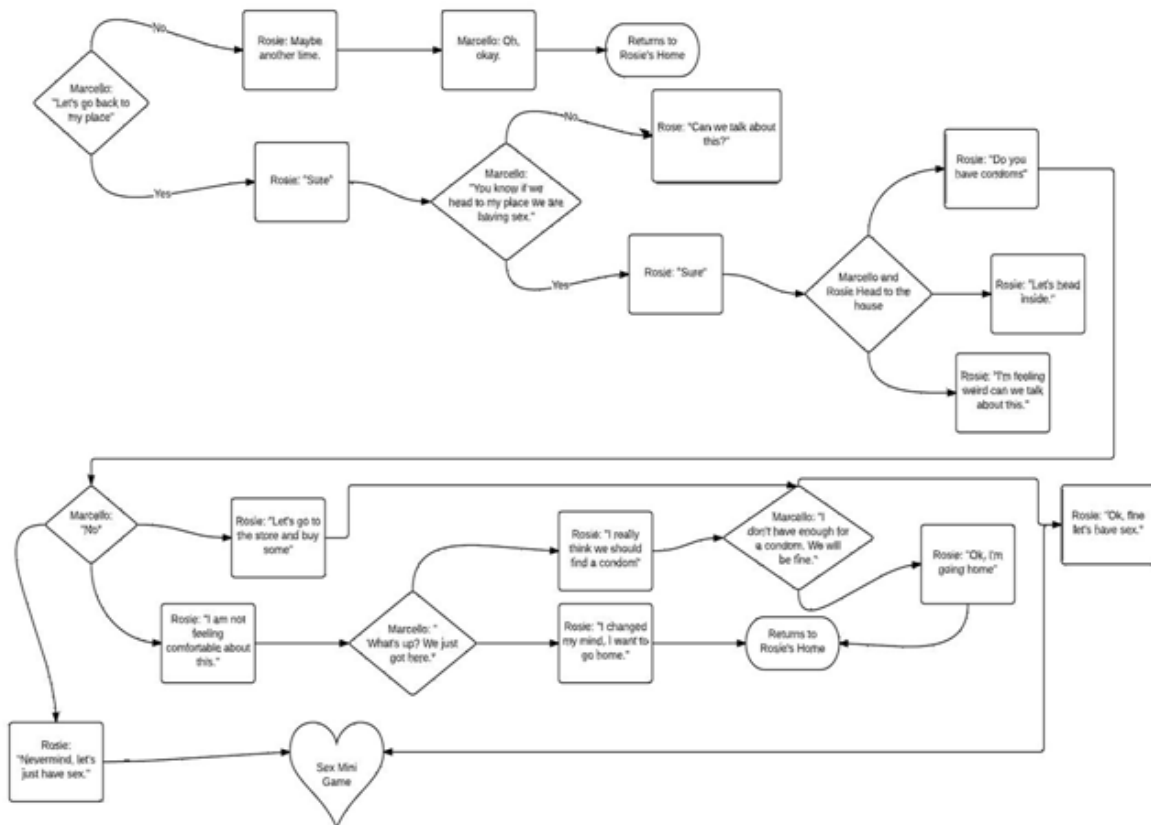 No
Rosie: Maybe
another time.
Marcello: Oh,
okay.
Returns to
Rosie's Home
Marcello:
"Let's go back to
my place"
Yes
Rosie: "Sure"
Marcello:
"You know if we
head to my place we are
having sex."
No
Rose: "Can we talk about
this?"
Yes
Rosie: "Sure"
Marcello and
Rosie Head to the
house
Rosie: "Do you
have condoms"
Rosie: "Let's head
inside."
Rosie: "I'm feeling
weird can we talk
about this."
Marcello:
"No"
Rosie: "Let's go to
the store and buy
some"
Rosie: "I am not
feeling
comfortable about
this."
Marcello: "
'What's up? We just
got here."
Rosie: "I really
think we should
find a condom"
Rosie: "I changed
my mind, I want to
go home."
Marcello: "I
don't have enough for
a condom. We will
be fine."
Returns to
Rosie's Home
Rosie: "Ok, I'm
going home"
Rosie: "Ok, fine
let's have sex."
Rosie:
"Nevermind, let's
just have sex."
Sex Mini
Game